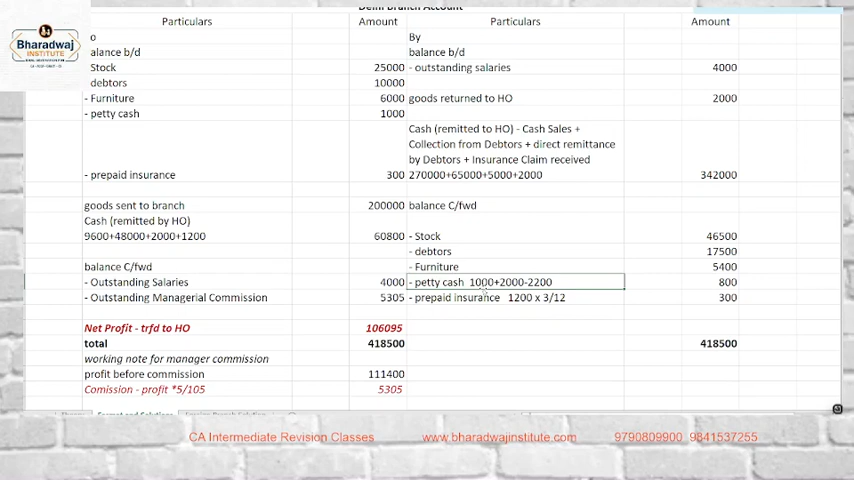 Delhi Branch Account
Particulars Amount Particulars Amount
o By
alance b/d balance b/d
Stock 25000 - outstanding salaries 4000
debtors 10000
- Furniture 6000 goods returned to HO 2000
- petty cash 1000
Cash (remitted to HO) - Cash Sales +
Collection from Debtors + direct remittance
by Debtors + Insurance Claim received
- prepaid insurance 300 270000+65000+5000+2000 342000
goods sent to branch 200000 balance C/fwd
Cash (remitted by HO)
9600+48000+2000+1200 60800 - Stock 46500
- debtors 17500
balance C/fwd - Furniture 5400
- Outstanding Salaries 4000 - petty cash 1000+2000-2200 800
- Outstanding Managerial Commission 5305 - prepaid insurance 1200 x 3/12 300
Net Profit - trfd to HO 106095
total 418500 418500
working note for manager commission
profit before commission 111400
Comission - profit *5/105 5305
Bharadwaj
INSTITUTE
CA Intermediate Revision Classes www.bharadwajinstitute.com 9790809900 9841537255